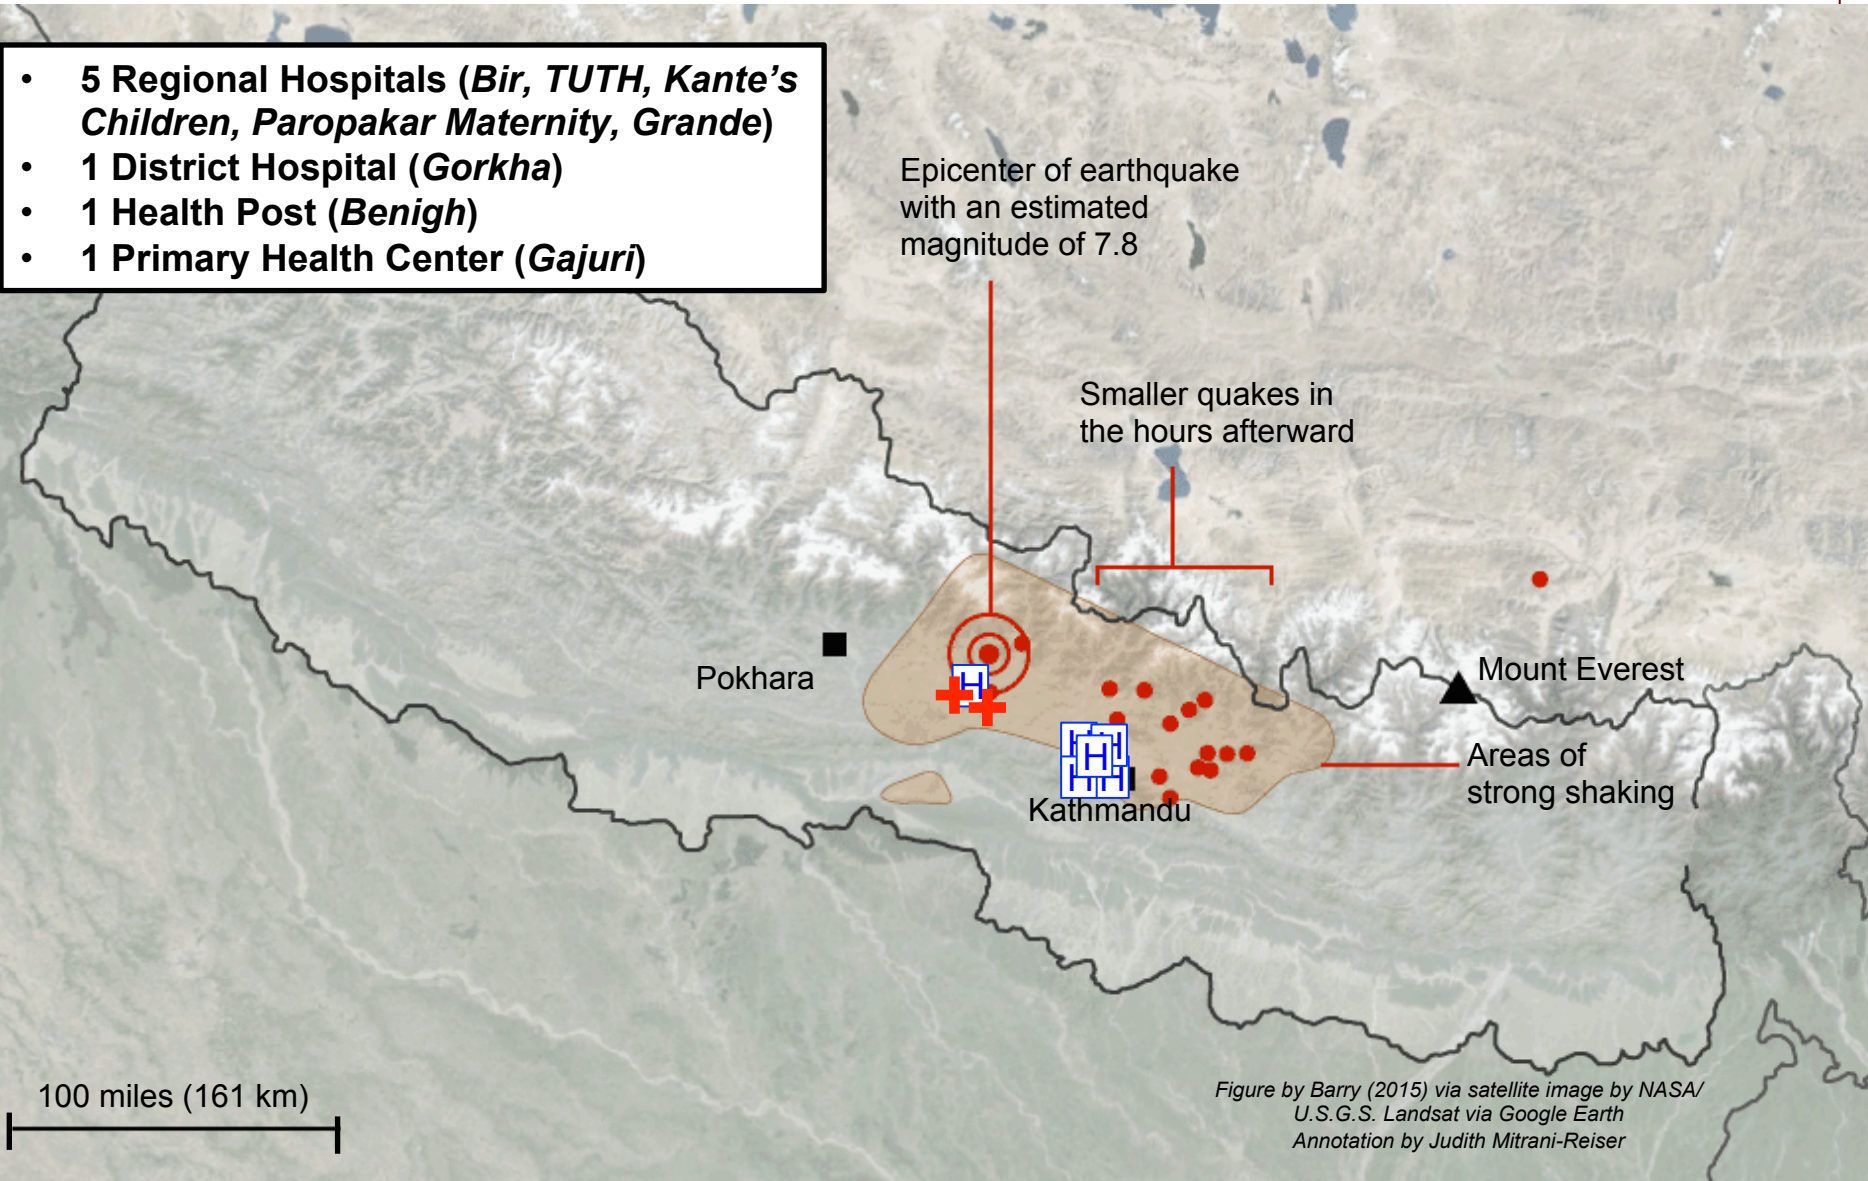 • 5 Regional Hospitals (Bir, TUTH, Kante's
Children, Paropakar Maternity, Grande)
• 1 District Hospital (Gorkha)
• 1 Health Post (Benigh)
• 1 Primary Health Center (Gajuri)
Epicenter of earthquake
with an estimated
magnitude of 7.8
Smaller quakes in
the hours afterward
Pokhara
H
Mount Everest
H
H
H
H
H
Areas of
strong shaking
Kathmandu
100 miles (161 km)
Figure by Barry (2015) via satellite image by NASA/
U.S.G.S. Landsat via Google Earth
Annotation by Judith Mitrani-Reiser